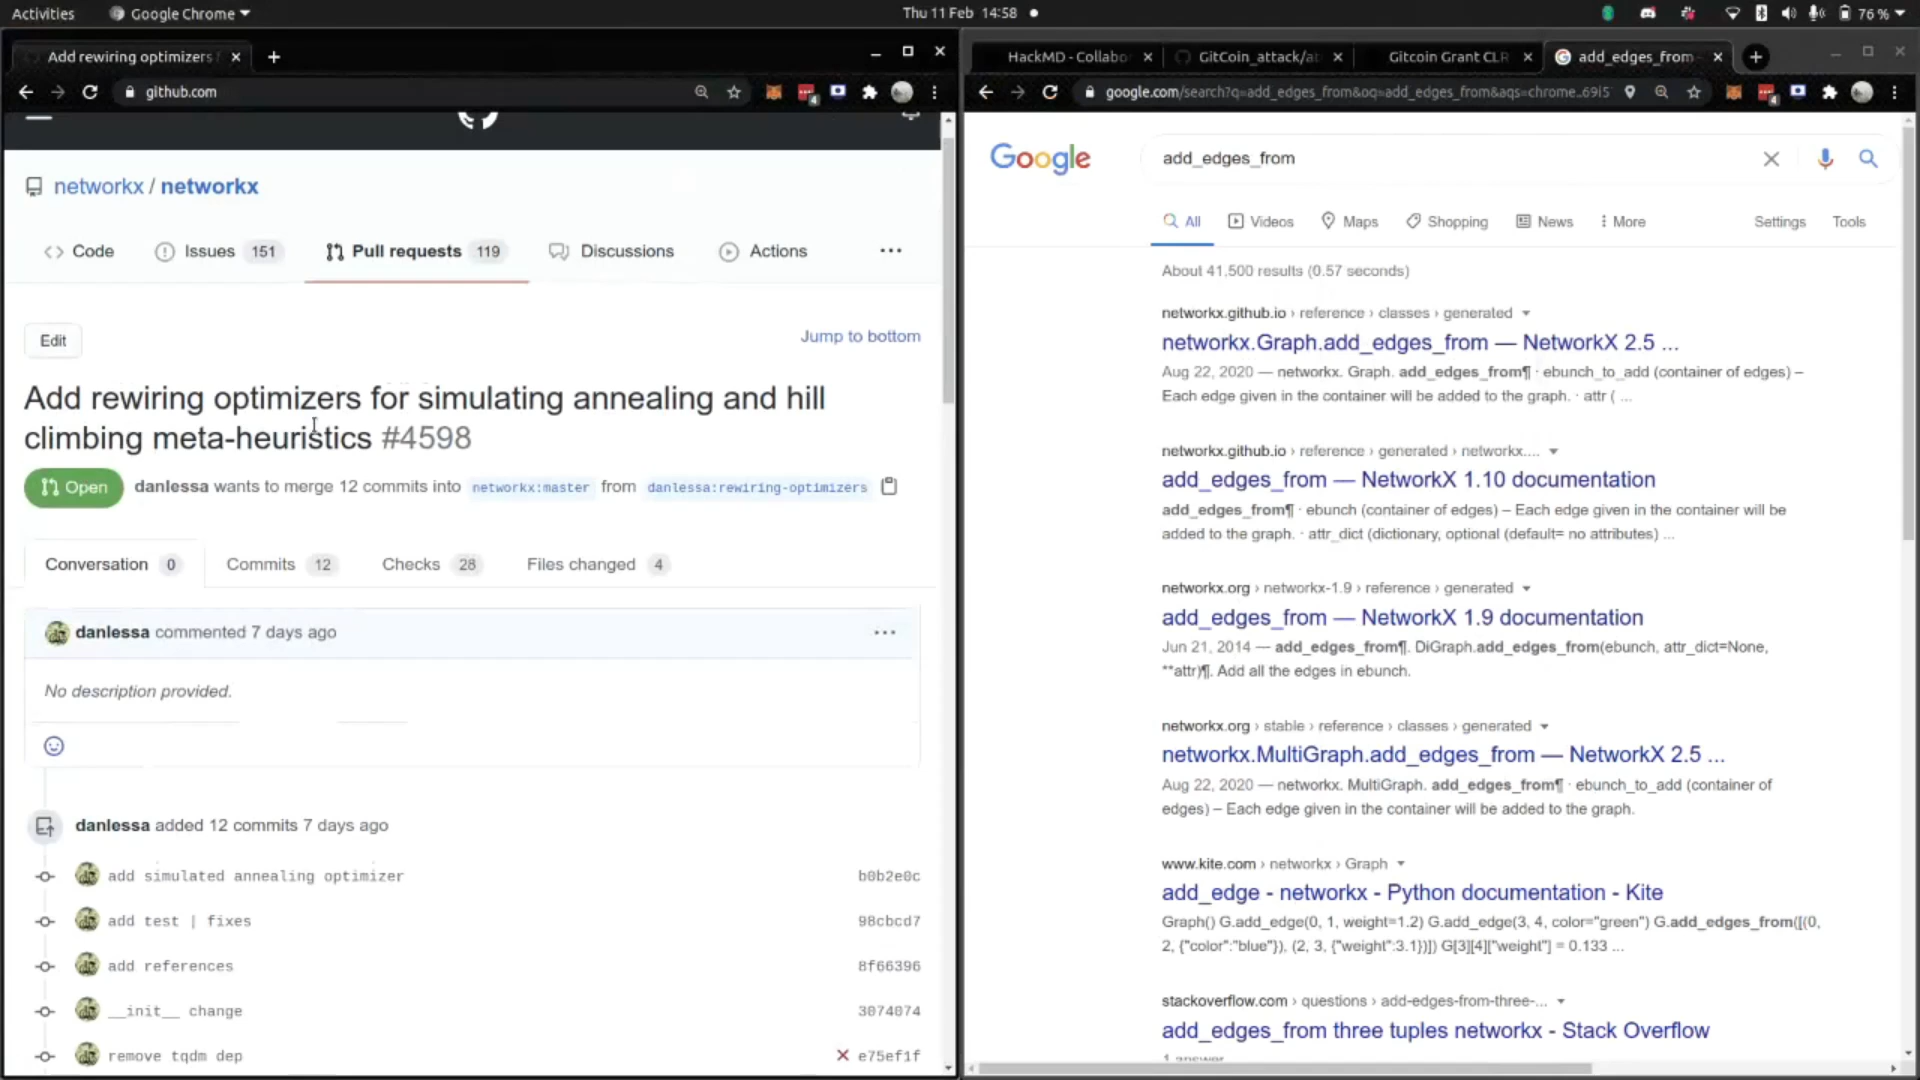 Activities
Google Chrome
Thu 11 Feb 14:58
76 %
Add rewiring optimizers
github.com
4
networkx / networkx
Code
Issues 151
Pull requests 119
Discussions
Actions
Edit
Jump to bottom
Add rewiring optimizers for simulating annealing and hill
climbing meta-heuristics #4598
Open
danlessa wants to merge 12 commits into networkx:master from danlessa:rewiring-optimizers
Conversation 0
Commits 12
Checks 28
Files changed 4
danlessa commented 7 days ago
No description provided.
danlessa added 12 commits 7 days ago
add simulated annealing optimizer b0b2e0c
add test | fixes 98cbcd7
add references 8f66396
__init__ change 3074074
remove tqdm dep e75ef1f
HackMD - Collabo
GitCoin_attack/at
Gitcoin Grant CLR
add_edges_from
google.com/search?q=add_edges_from&oq=add_edges_from&aqs=chrome..69i5
4
Google
add_edges_from
All
Videos
Maps
Shopping
News
More
Settings
Tools
About 41,500 results (0.57 seconds)
networkx.github.io › reference › classes › generated
networkx.Graph.add_edges_from — NetworkX 2.5 ...
Aug 22, 2020 — networkx. Graph. add_edges_from¶ · ebunch_to_add (container of edges) –
Each edge given in the container will be added to the graph. · attr ( ...
networkx.github.io › reference › generated › networkx....
add_edges_from — NetworkX 1.10 documentation
add_edges_from¶ · ebunch (container of edges) – Each edge given in the container will be
added to the graph. · attr_dict (dictionary, optional (default= no attributes) ...
networkx.org › networkx-1.9 › reference › generated
add_edges_from — NetworkX 1.9 documentation
Jun 21, 2014 — add_edges_from¶. DiGraph.add_edges_from(ebunch, attr_dict=None,
**attr)¶. Add all the edges in ebunch.
networkx.org › stable › reference › classes › generated
networkx.MultiGraph.add_edges_from — NetworkX 2.5 ...
Aug 22, 2020 — networkx. MultiGraph. add_edges_from¶ · ebunch_to_add (container of
edges) – Each edge given in the container will be added to the graph.
www.kite.com › networkx › Graph
add_edge - networkx - Python documentation - Kite
Graph() G.add_edge(0, 1, weight=1.2) G.add_edge(3, 4, color="green") G.add_edges_from([(0,
2, {"color":"blue"}), (2, 3, {"weight":3.1})]) G[3][4]["weight"] = 0.133 ...
stackoverflow.com › questions › add-edges-from-three-...
add_edges_from three tuples networkx - Stack Overflow
1 answer